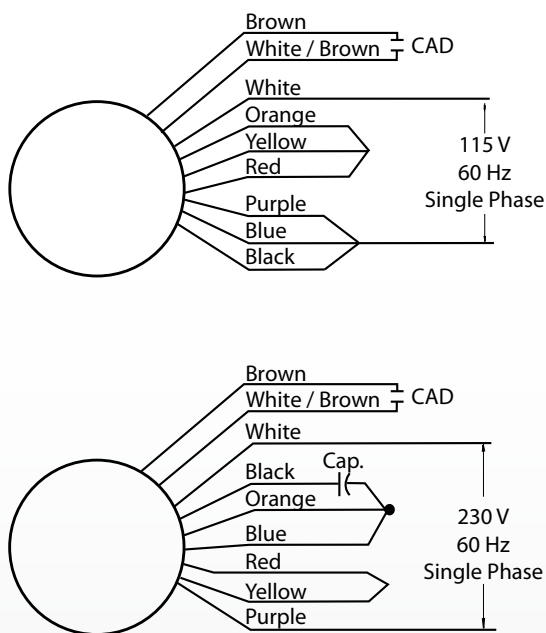 Brown
White / Brown
CAD
White
Orange
Yellow
Red
Purple
Blue
Black
115 V
60 Hz
Single Phase
Brown
White / Brown
CAD
White
Black
Cap.
Orange
Blue
Red
Yellow
Purple
230 V
60 Hz
Single Phase